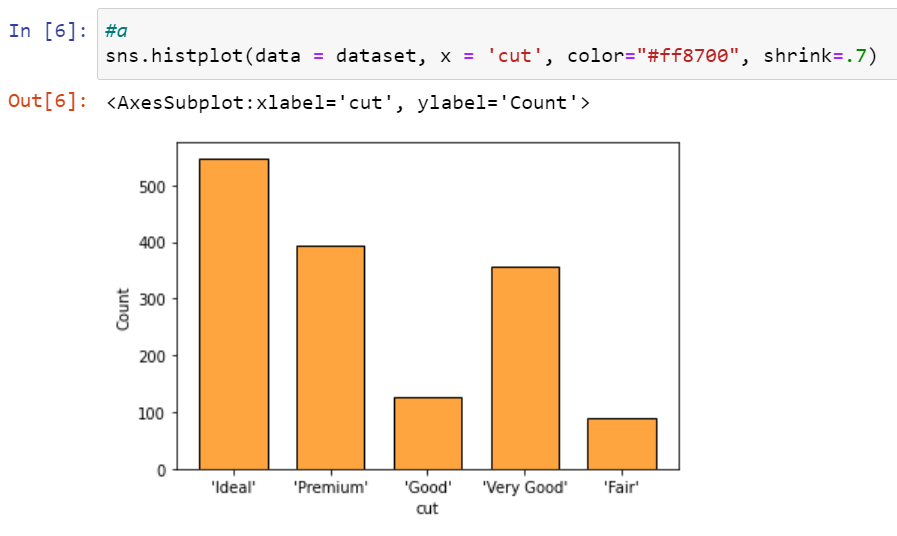 In [6]: #a
sns.histplot(data = dataset, x = 'cut', color="#ff8700", shrink=.7)
Out[6]: <AxesSubplot:xlabel='cut', ylabel='Count'>
500
400
300
200
100
0
Count
'Ideal' 'Premium' 'Good' 'Very Good' 'Fair'
cut